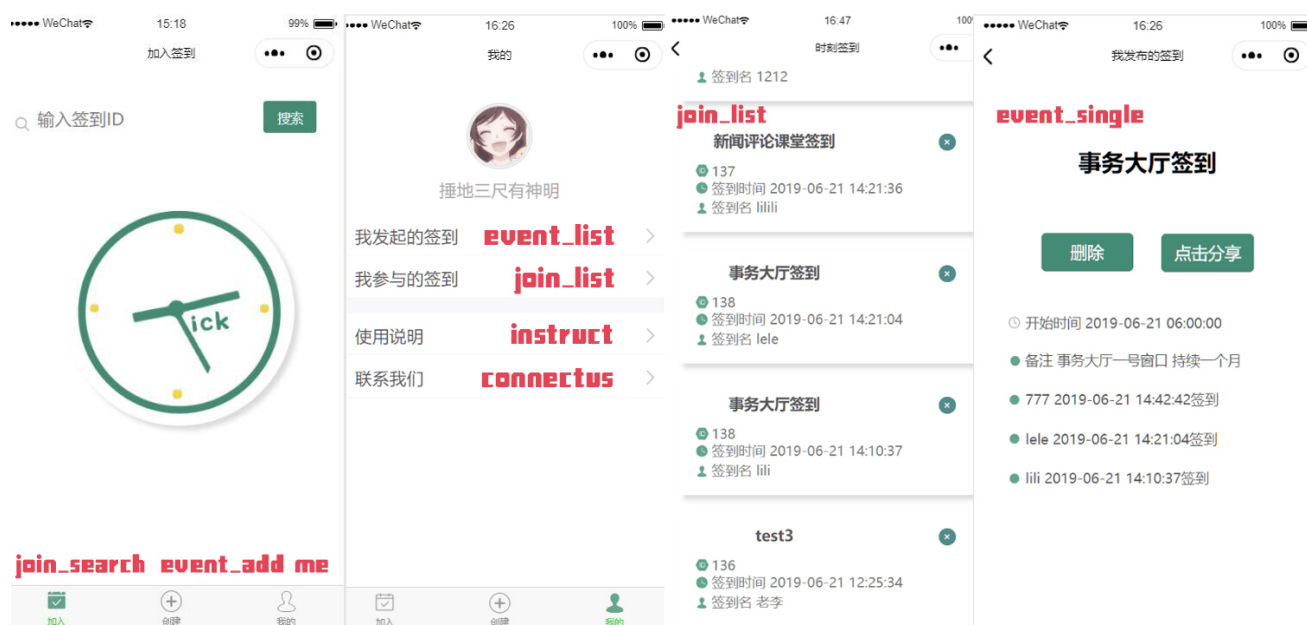 WeChat 15:18 99%
加入签到
输入签到ID 搜索
ick
join_search event_add me
加入 创建 我的
WeChat 16:26 100%
我的
捶地三尺有神明
我发起的签到 event_list
我参与的签到 join_list
使用说明 instruct
联系我们 connectus
加入 创建 我的
WeChat 16:47 100
时刻签到
签到名 1212
join_list
新闻评论课堂签到
137
签到时间 2019-06-21 14:21:36
签到名 lilili
事务大厅签到
138
签到时间 2019-06-21 14:21:04
签到名 lele
事务大厅签到
138
签到时间 2019-06-21 14:10:37
签到名 lili
test3
136
签到时间 2019-06-21 12:25:34
签到名 老李
WeChat 16:26 100%
我发布的签到
event_single
事务大厅签到
删除 点击分享
开始时间 2019-06-21 06:00:00
备注 事务大厅一号窗口 持续一个月
777 2019-06-21 14:42:42签到
lele 2019-06-21 14:21:04签到
lili 2019-06-21 14:10:37签到